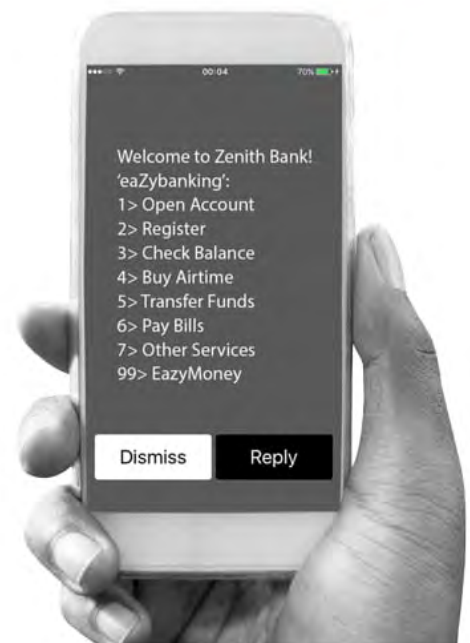 00:04
70%
Welcome to Zenith Bank!
‘eaZybanking’:
1> Open Account
2> Register
3> Check Balance
4> Buy Airtime
5> Transfer Funds
6> Pay Bills
7> Other Services
99> EazyMoney
Dismiss
Reply